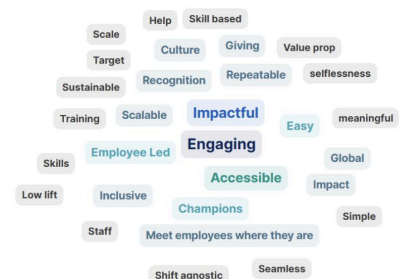 Help
Skill based
Scale
Culture
Giving
Value prop
Target
Recognition
Repeatable
selflessness
Sustainable
Training
Scalable
Impactful
Easy
meaningful
Engaging
Employee Led
Global
Skills
Accessible
Impact
Low lift
Inclusive
Champions
Simple
Staff
Meet employees where they are
Shift agnostic
Seamless